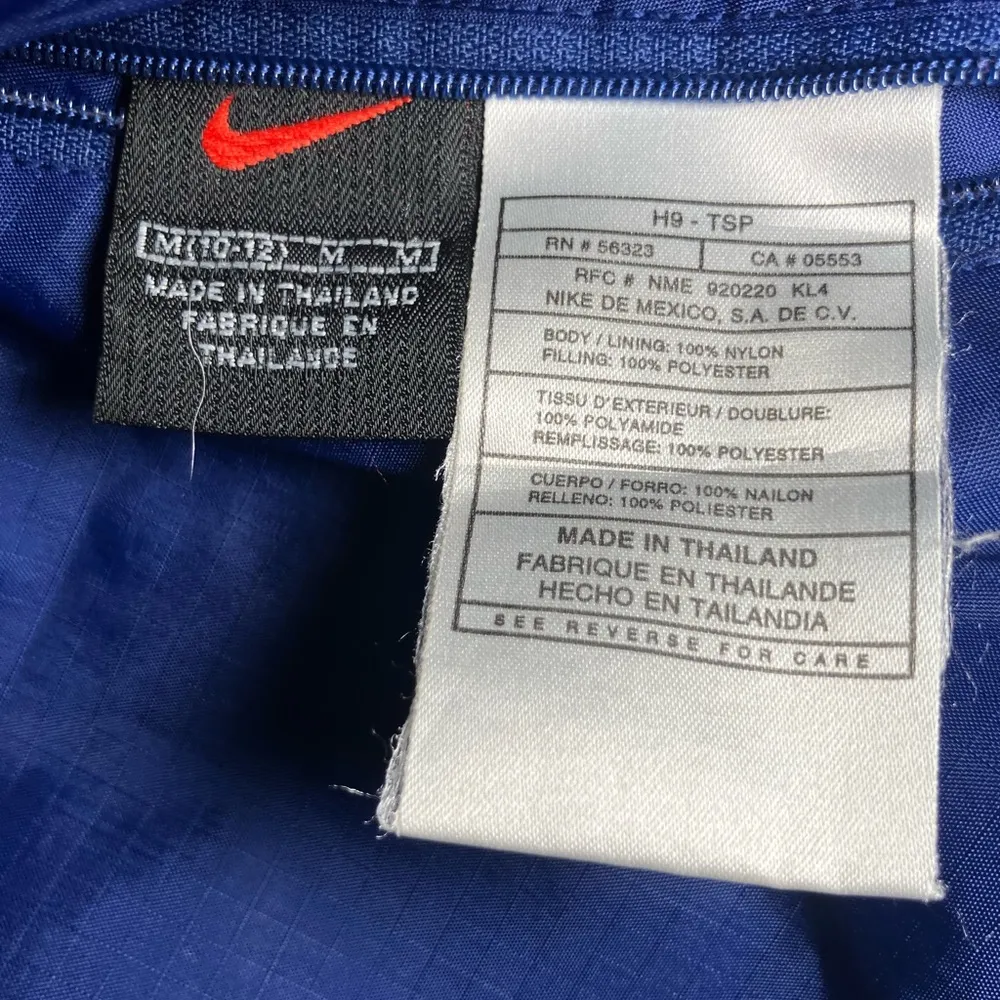 M(10-12) M M
MADE IN THAILAND
FABRIQUE EN
THAILANDE
H9 - TSP
RN # 56323 CA # 05553
RFC # NME 920220 KL4
NIKE DE MEXICO, S.A. DE C.V.
BODY / LINING: 100% NYLON
FILLING: 100% POLYESTER
TISSU D'EXTERIEUR / DOUBLURE:
100% POLYAMIDE
REMPLISSAGE: 100% POLYESTER
CUERPO / FORRO: 100% NAILON
RELLENO: 100% POLIESTER
MADE IN THAILAND
FABRIQUE EN THAILANDE
HECHO EN TAILANDIA
SEE REVERSE FOR CARE